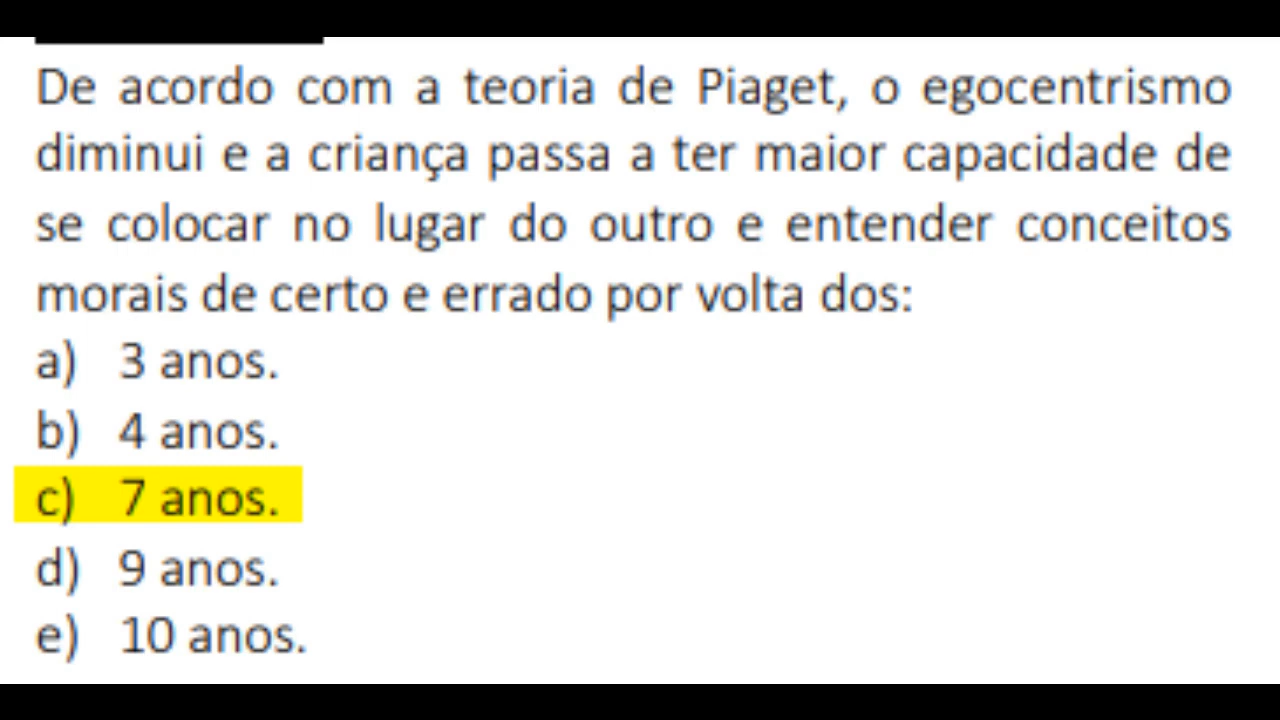 De acordo com a teoria de Piaget, o egocentrismo
diminui e a criança passa a ter maior capacidade de
se colocar no lugar do outro e entender conceitos
morais de certo e errado por volta dos:
a) 3 anos.
b) 4 anos.
c) 7 anos.
d) 9 anos.
e) 10 anos.